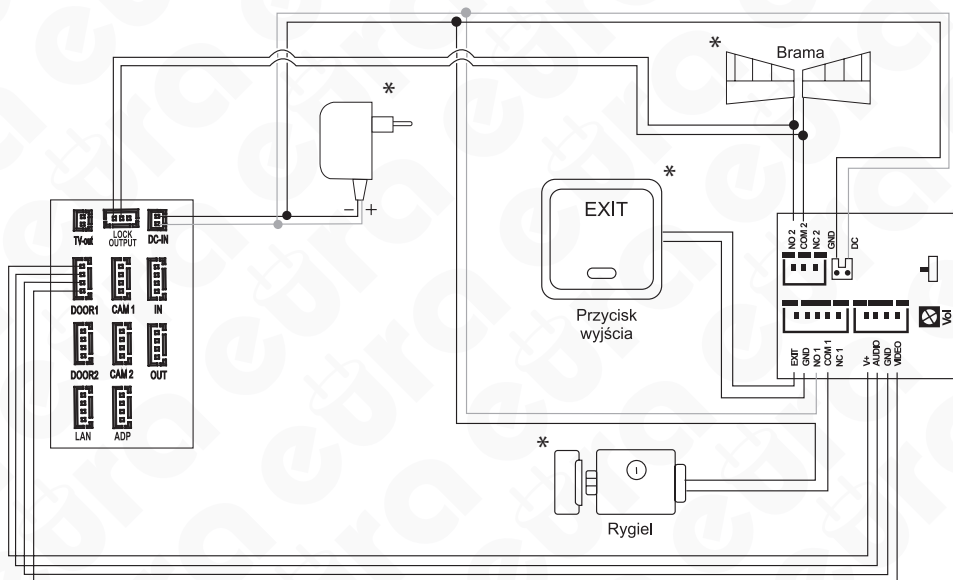 *
Brama
*
*
EXIT
Przycisk
wyjścia
- +
TV-out
LOCK
OUTPUT
DC-IN
DOOR1
CAM 1
IN
DOOR2
CAM 2
OUT
LAN
ADP
NO 2
COM 2
NC 2
GND
DC
Vol
EXIT
GND
NO 1
COM 1
NC 1
V+
AUDIO
GND
VIDEO
*
Rygiel
eura